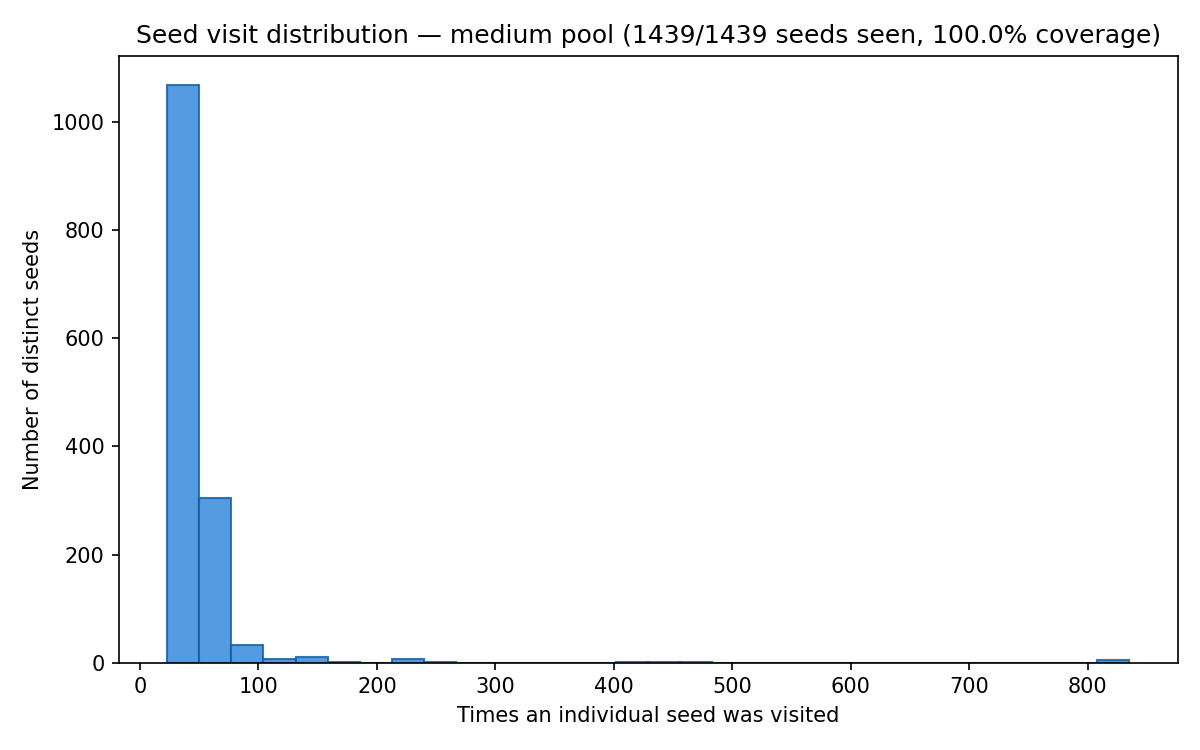 Seed visit distribution — medium pool (1439/1439 seeds seen, 100.0% coverage)
Number of distinct seeds
1000
800
600
400
200
0
0 100 200 300 400 500 600 700 800
Times an individual seed was visited